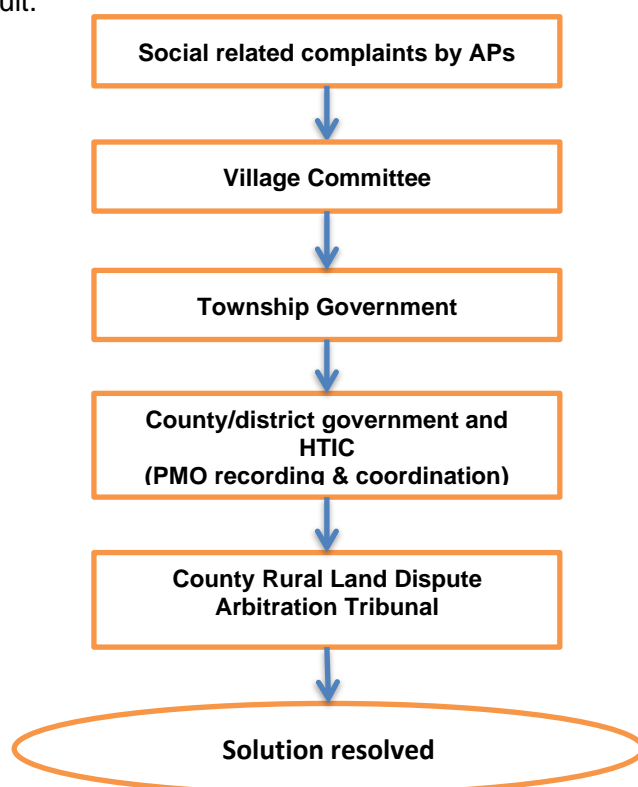 Social related complaints by APs
Village Committee
Township Government
County/district government and
HTIC
(PMO recording & coordination)
County Rural Land Dispute
Arbitration Tribunal
Solution resolved